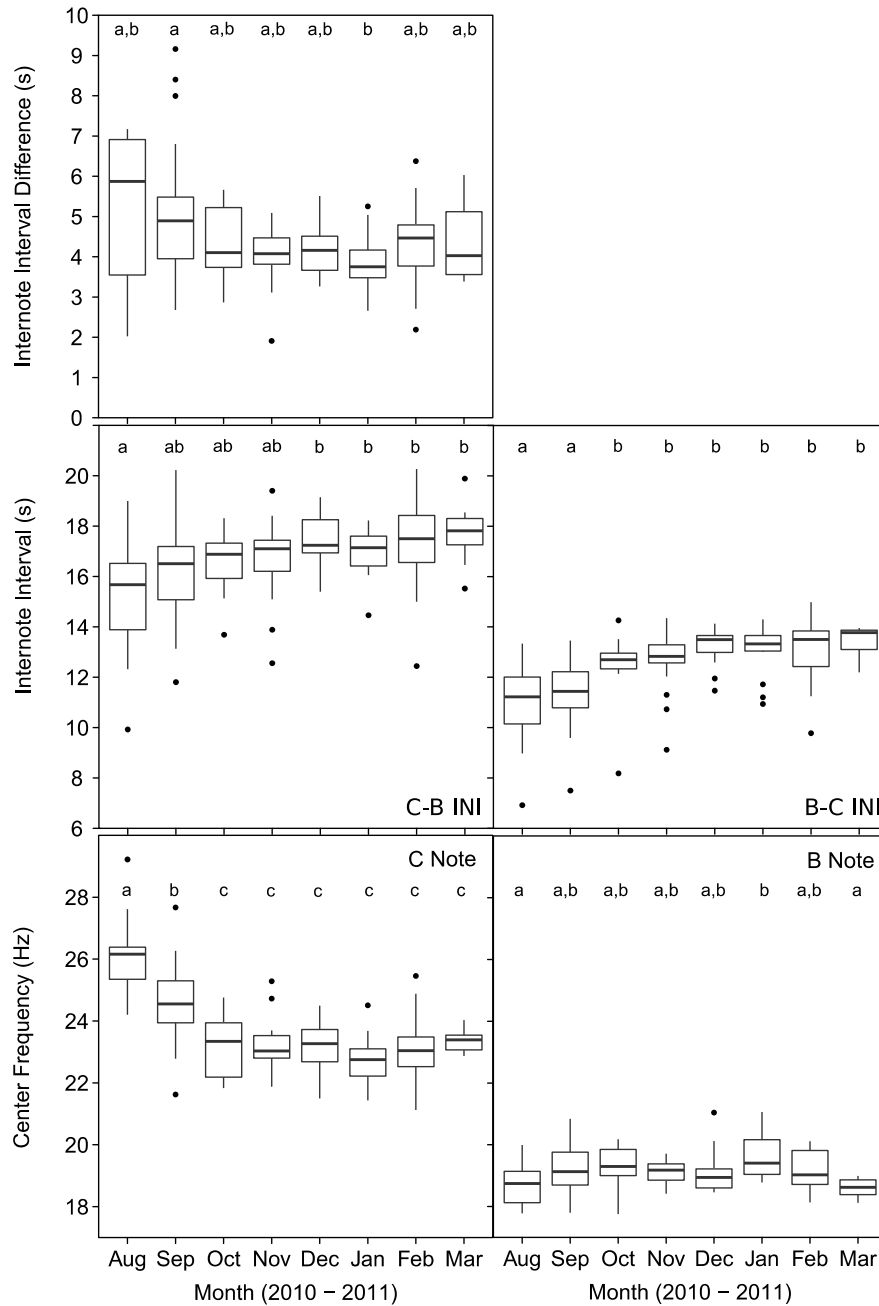 Internote Interval Difference (s)
10
9
8
7
6
5
4
3
2
1
0
a,b a a,b a,b a,b b a,b a,b
Internote Interval (s)
20
18
16
14
12
10
8
6
a ab ab ab b b b b
C-B INI
a a b b b b b b
B-C INI
Center Frequency (Hz)
28
26
24
22
20
18
C Note
a b c c c c c c
B Note
a a,b a,b a,b a,b b a,b a
Aug Sep Oct Nov Dec Jan Feb Mar
Month (2010 − 2011)
Aug Sep Oct Nov Dec Jan Feb Mar
Month (2010 − 2011)